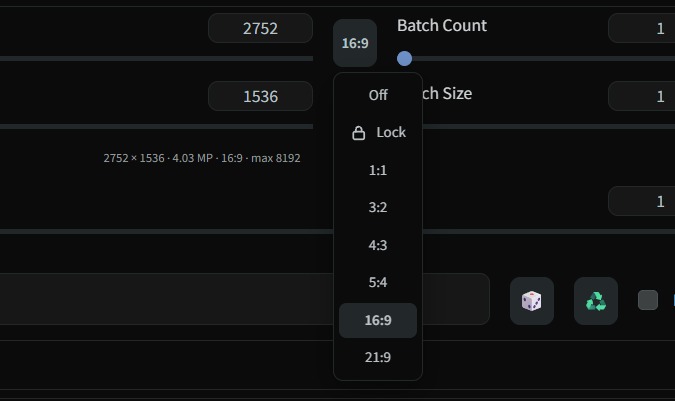 2752
16:9
Batch Count
1
Off
ch Size
1536
1
Lock
2752 × 1536 · 4.03 MP · 16:9 · max 8192
1:1
3:2
1
4:3
5:4
16:9
21:9